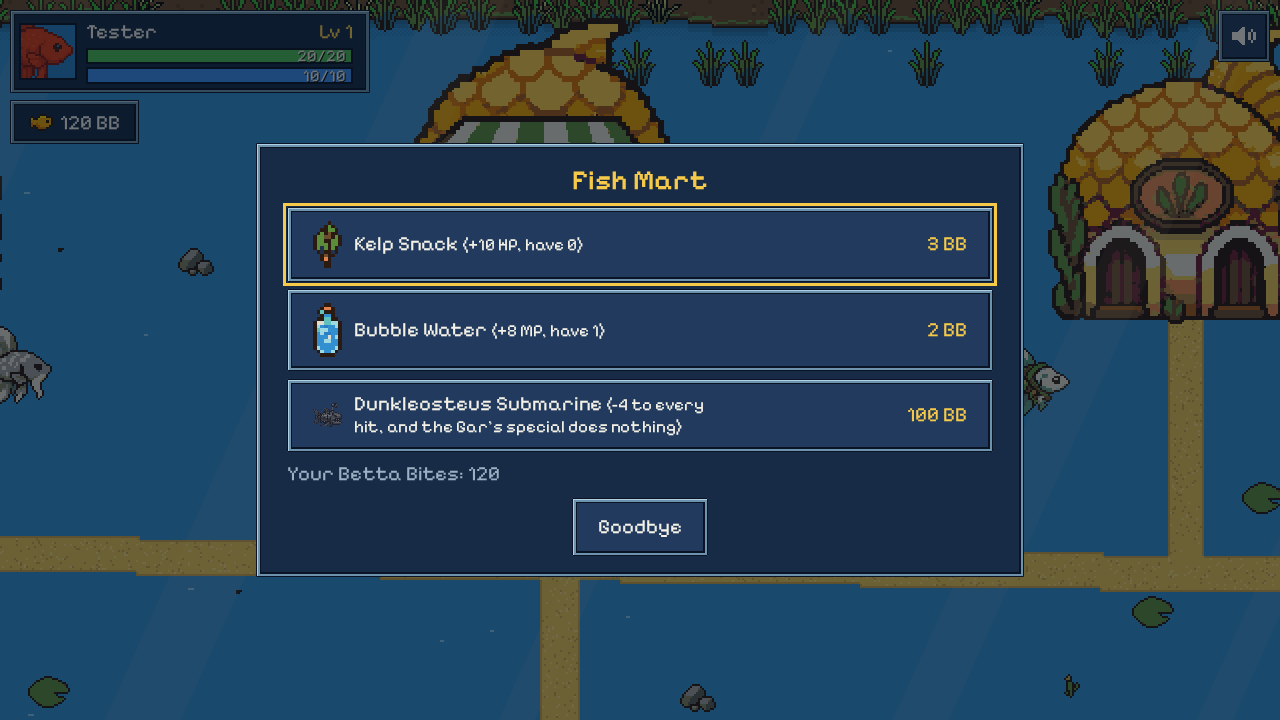 Tester Lv 1
20/20
10/10
120 BB
Fish Mart
Kelp Snack (+10 HP, have 0) 3 BB
Bubble Water (+8 MP, have 1) 2 BB
Dunkleosteus Submarine (-4 to every
hit, and the Gar's special does nothing) 100 BB
Your Betta Bites: 120
Goodbye